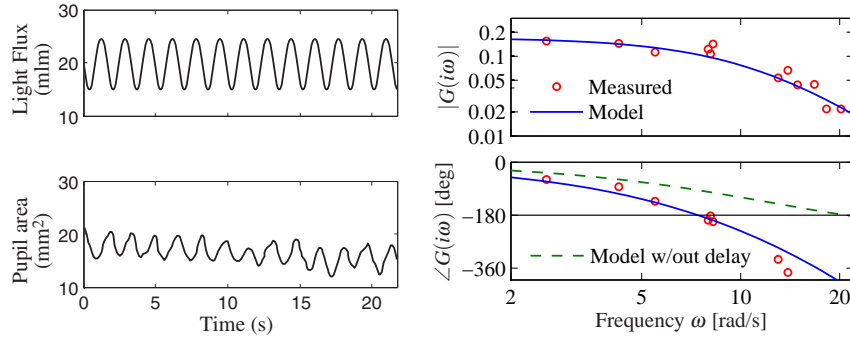 Light Flux
(mlm)
30
20
10
Pupil area
(mm²)
30
20
10
0
5
10
15
20
Time (s)
|G(iω)|
0.2
0.1
0.05
0.02
0.01
Measured
Model
∠G(iω) [deg]
0
−180
−360
Model w/out delay
2
5
10
20
Frequency ω [rad/s]